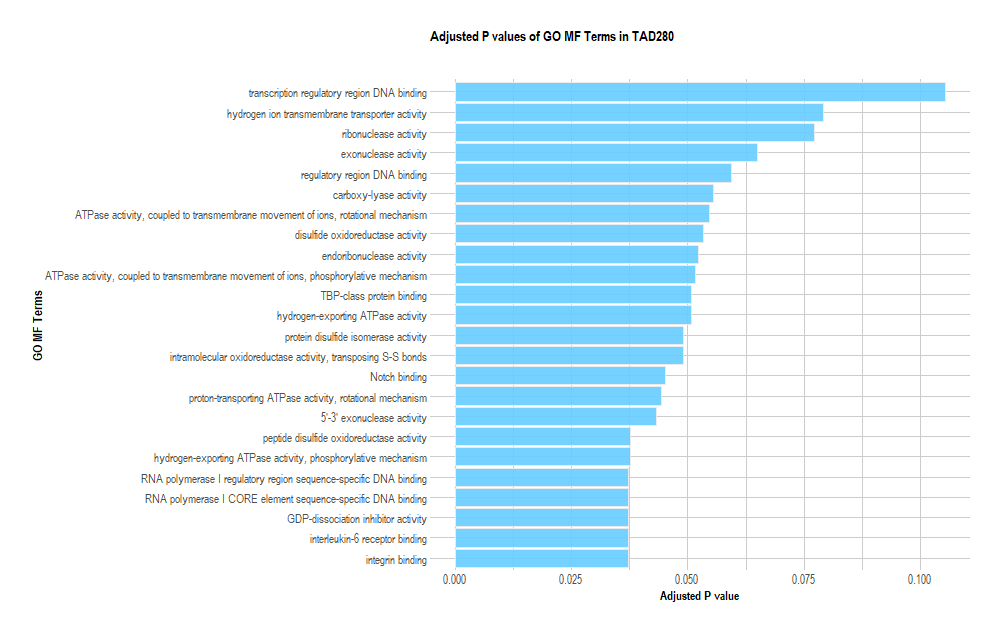 Adjusted P values of GO MF Terms in TAD280
GO MF Terms
transcription regulatory region DNA binding
hydrogen ion transmembrane transporter activity
ribonuclease activity
exonuclease activity
regulatory region DNA binding
carboxy-lyase activity
ATPase activity, coupled to transmembrane movement of ions, rotational mechanism
disulfide oxidoreductase activity
endoribonuclease activity
ATPase activity, coupled to transmembrane movement of ions, phosphorylative mechanism
TBP-class protein binding
hydrogen-exporting ATPase activity
protein disulfide isomerase activity
intramolecular oxidoreductase activity, transposing S-S bonds
Notch binding
proton-transporting ATPase activity, rotational mechanism
5'-3' exonuclease activity
peptide disulfide oxidoreductase activity
hydrogen-exporting ATPase activity, phosphorylative mechanism
RNA polymerase I regulatory region sequence-specific DNA binding
RNA polymerase I CORE element sequence-specific DNA binding
GDP-dissociation inhibitor activity
interleukin-6 receptor binding
integrin binding
0.000 0.025 0.050 0.075 0.100
Adjusted P value